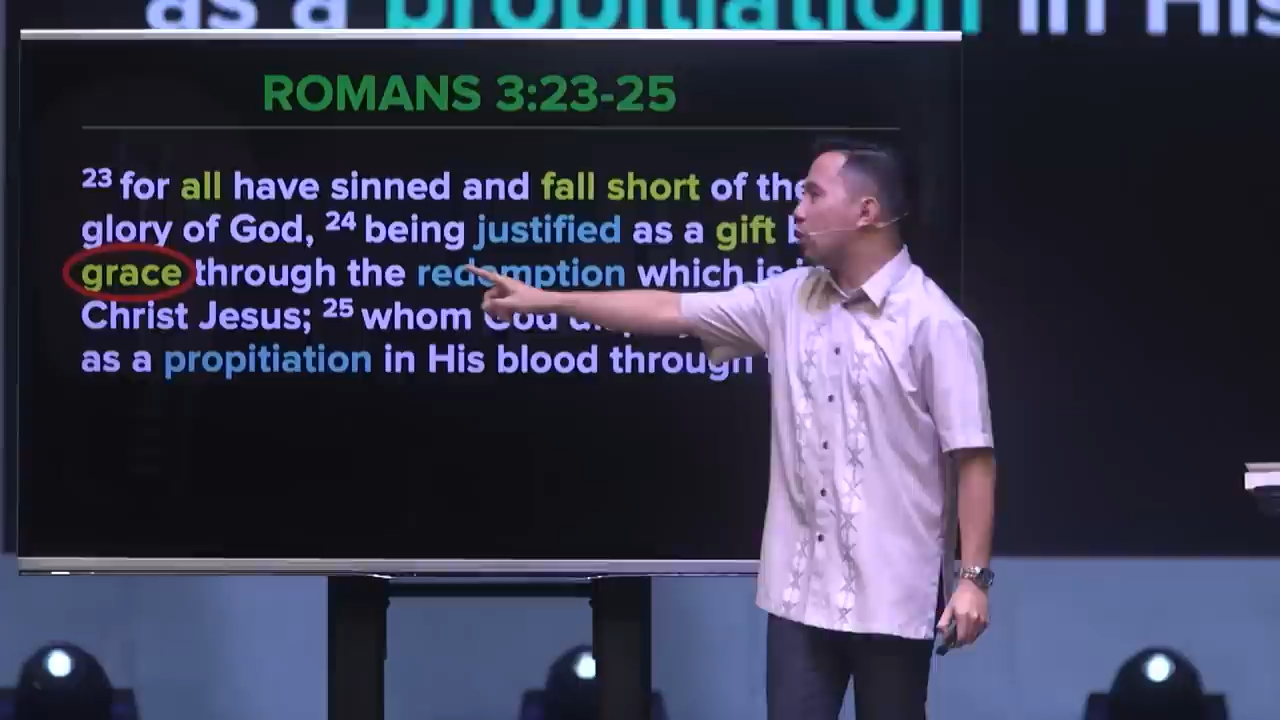 as a propitiation in His
ROMANS 3:23-25
23 for all have sinned and fall short of the
glory of God, 24 being justified as a gift
grace through the redemption which is
Christ Jesus; 25 whom God
as a propitiation in His blood through